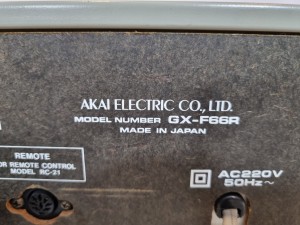 AKAI ELECTRIC CO., LTD.
MODEL NUMBER GX-F66R
MADE IN JAPAN
REMOTE
OR REMOTE CONTROL
MODEL RC-21
AC220V
50Hz~